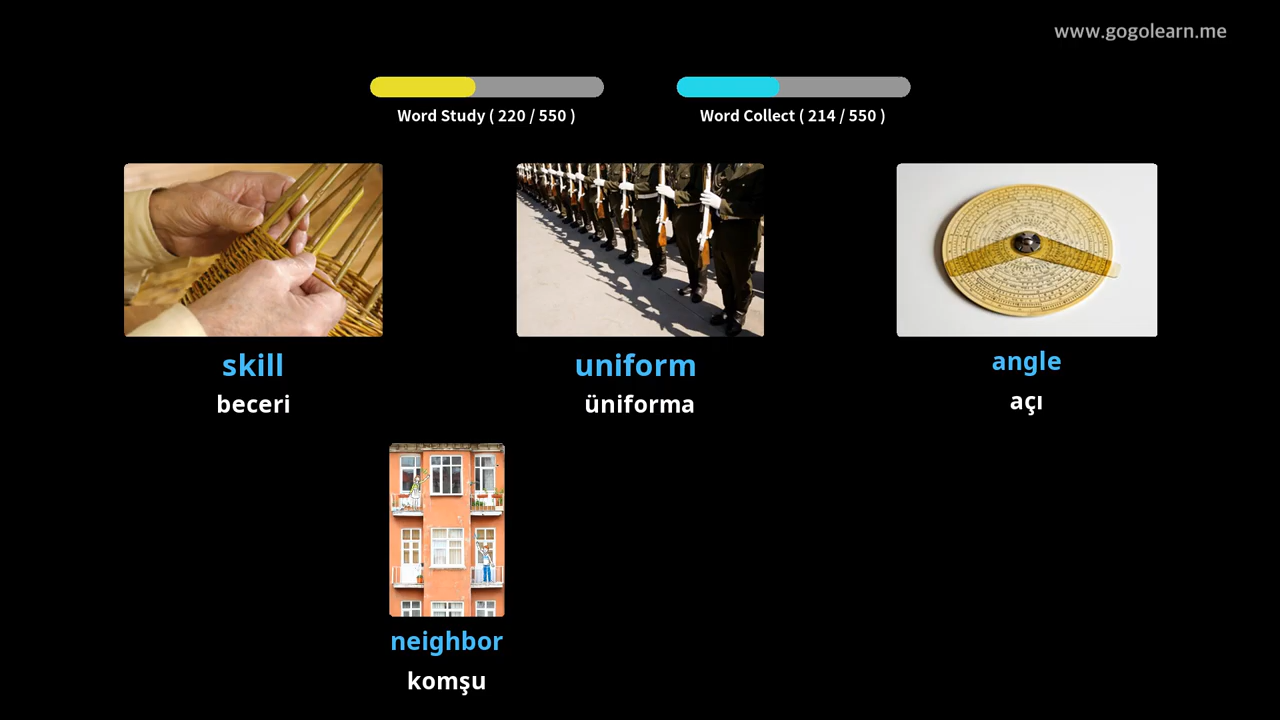 www.gogolearn.me
Word Study ( 220 / 550 )
Word Collect ( 214 / 550 )
skill
uniform
angle
beceri
üniforma
açı
neighbor
komşu